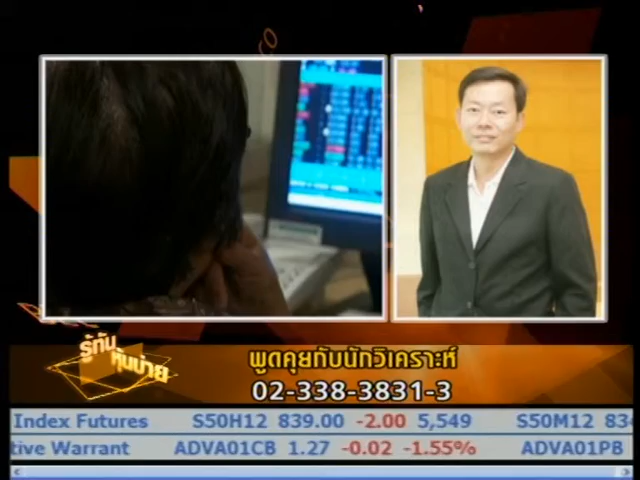 รู้ทัน
หุ้นบ่าย
พูดคุยกับนักวิเคราะห์
02-338-3831-3
Index Futures S50H12 839.00 -2.00 5,549 S50M12 834
tive Warrant ADVA01CB 1.27 -0.02 -1.55% ADVA01PB